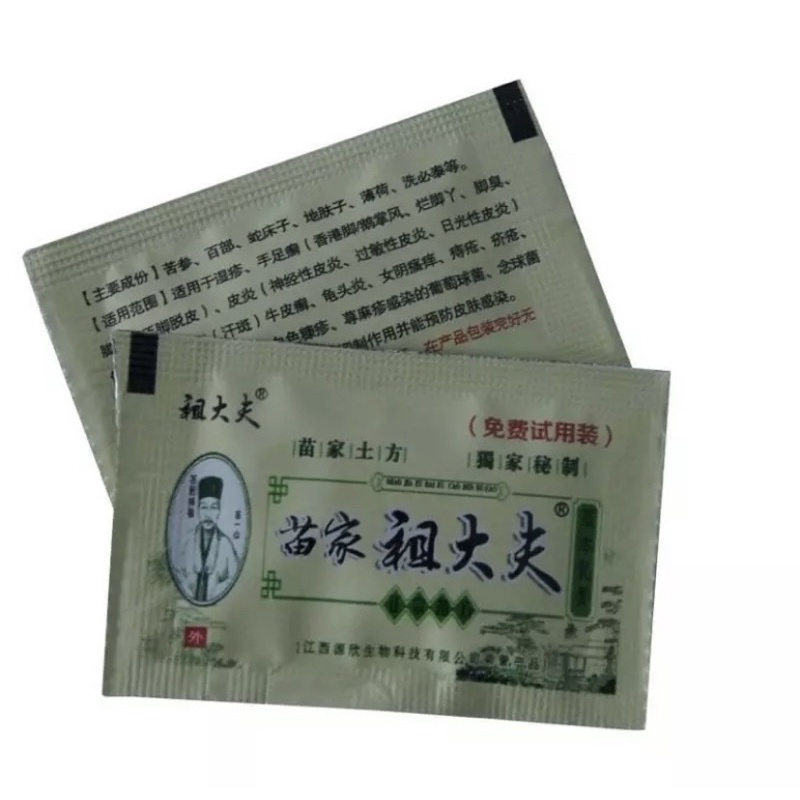 【主要成份】苦参、百部、蛇床子、地肤子、薄荷、洗必泰等。
【适用范围】适用于湿疹、手足癣（香港脚/鹅掌风、烂脚丫、脚臭、
脚脱皮）、皮炎（神经性皮炎、过敏性皮炎、日光性皮炎）
（汗斑）牛皮癣、龟头炎、女阴瘙痒、痔疮、疥疮、
色糠疹、荨麻疹感染的葡萄球菌、念球菌
制作用并能预防皮肤感染。
在产品包装完好无
祖大夫®
（免费试用装）
苗家土方
獨家秘制
苗家祖大夫®
外
江西源欣生物科技有限公司荣誉产品